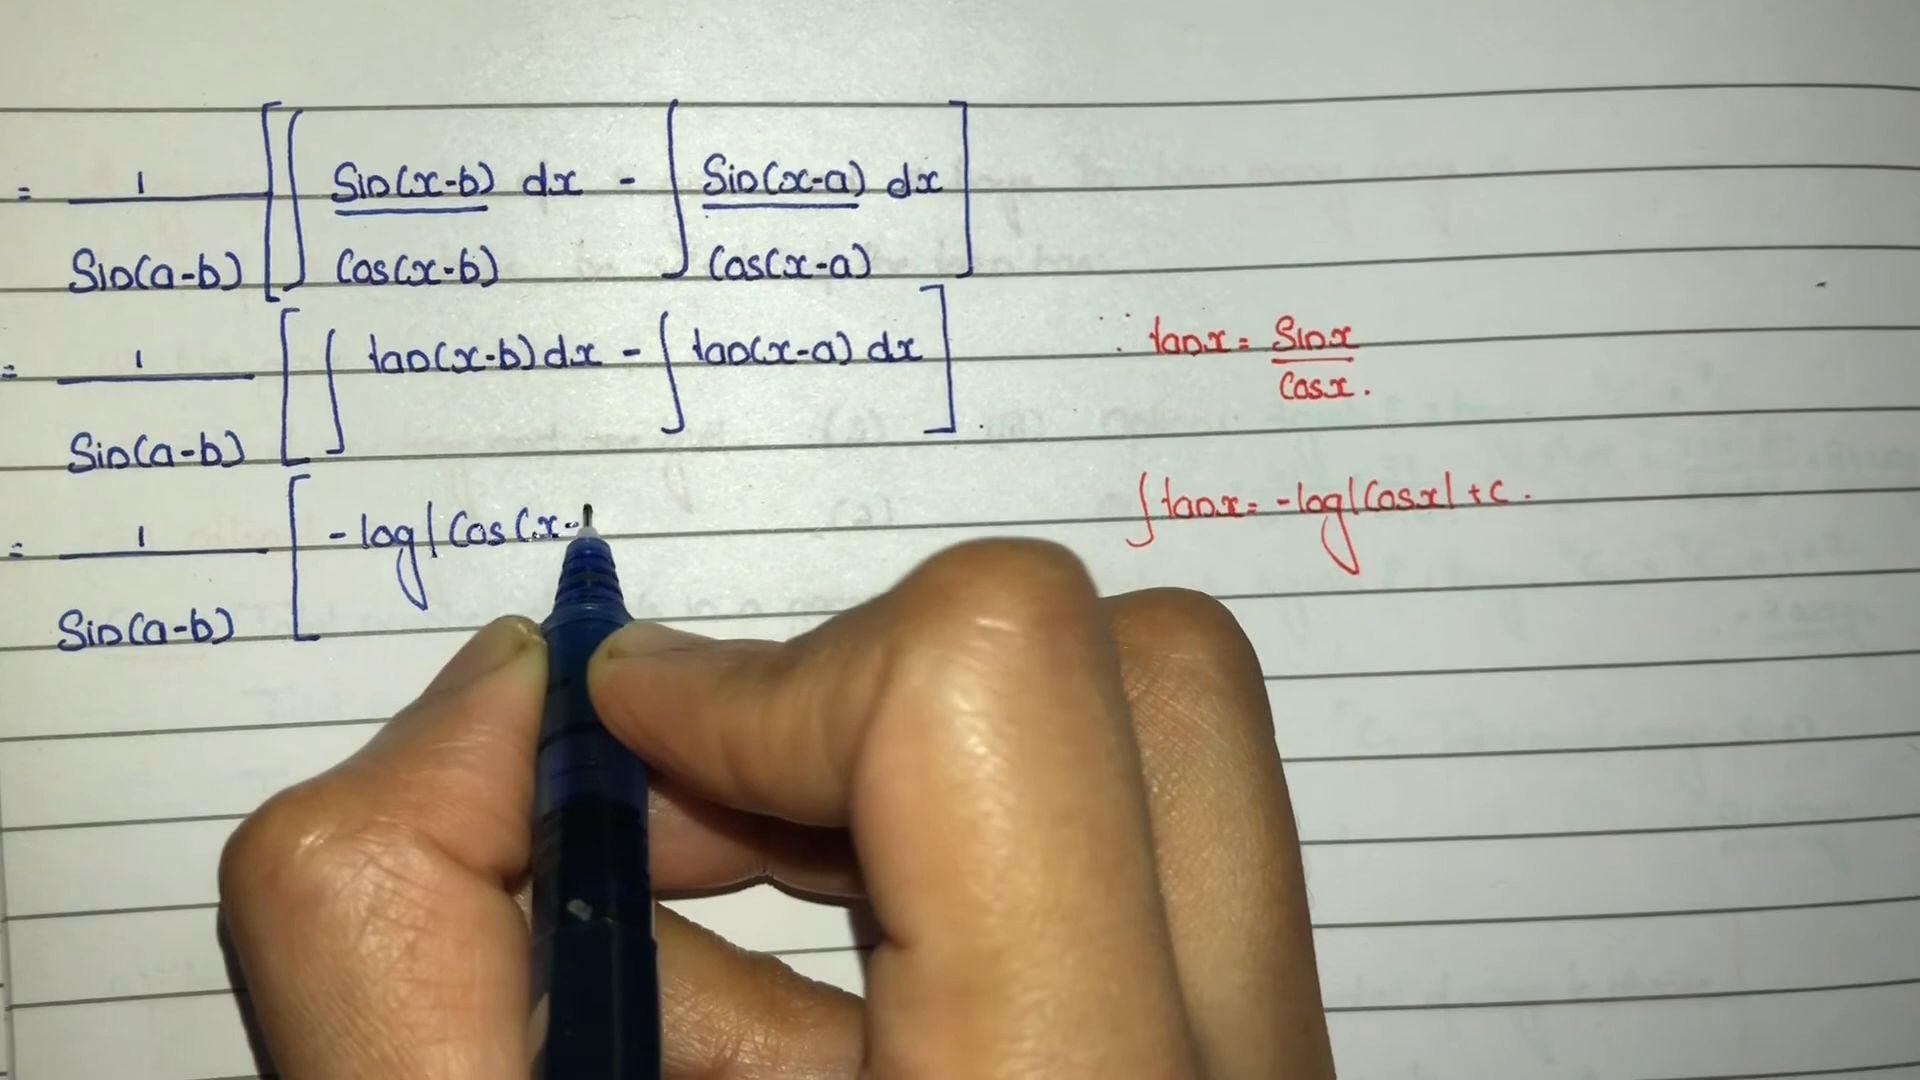 = 1/Sin(a-b) [∫ Sin(x-b)/Cos(x-b) dx - ∫ Sin(x-a)/Cos(x-a) dx]
= 1/Sin(a-b) [∫ tan(x-b) dx - ∫ tan(x-a) dx].
∵ tan x = Sin x/Cos x.
= 1/Sin(a-b) [-log|Cos(x-
∫ tan x = -log|Cos x| + c.